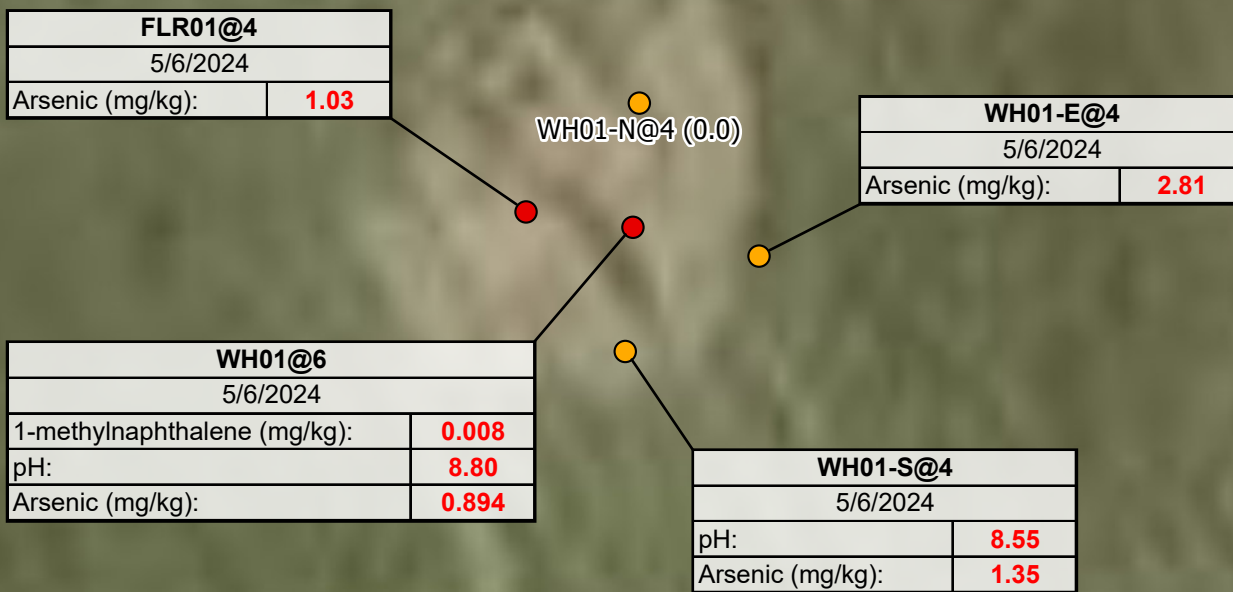 FLR01@4
5/6/2024
Arsenic (mg/kg): 1.03
WH01-N@4 (0.0)
WH01-E@4
5/6/2024
Arsenic (mg/kg): 2.81
WH01@6
5/6/2024
1-methylnaphthalene (mg/kg): 0.008
pH: 8.80
Arsenic (mg/kg): 0.894
WH01-S@4
5/6/2024
pH: 8.55
Arsenic (mg/kg): 1.35